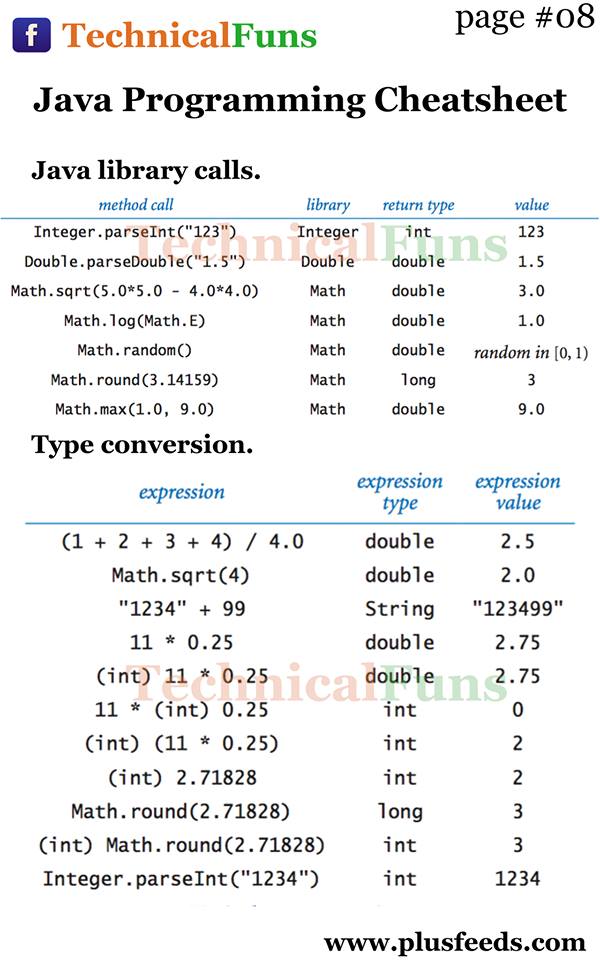 f TechnicalFuns page #08
Java Programming Cheatsheet
Java library calls.
method call library return type value
Integer.parseInt("123") Integer int 123
TechnicalFuns
Double.parseDouble("1.5") Double double 1.5
Math.sqrt(5.0*5.0 - 4.0*4.0) Math double 3.0
Math.log(Math.E) Math double 1.0
Math.random() Math double random in [0, 1)
Math.round(3.14159) Math long 3
Math.max(1.0, 9.0) Math double 9.0
Type conversion.
expression expression type expression value
(1 + 2 + 3 + 4) / 4.0 double 2.5
Math.sqrt(4) double 2.0
"1234" + 99 String "123499"
11 * 0.25 double 2.75
(int) 11 * 0.25 double 2.75
TechnicalFuns
11 * (int) 0.25 int 0
(int) (11 * 0.25) int 2
(int) 2.71828 int 2
Math.round(2.71828) long 3
(int) Math.round(2.71828) int 3
Integer.parseInt("1234") int 1234
www.plusfeeds.com